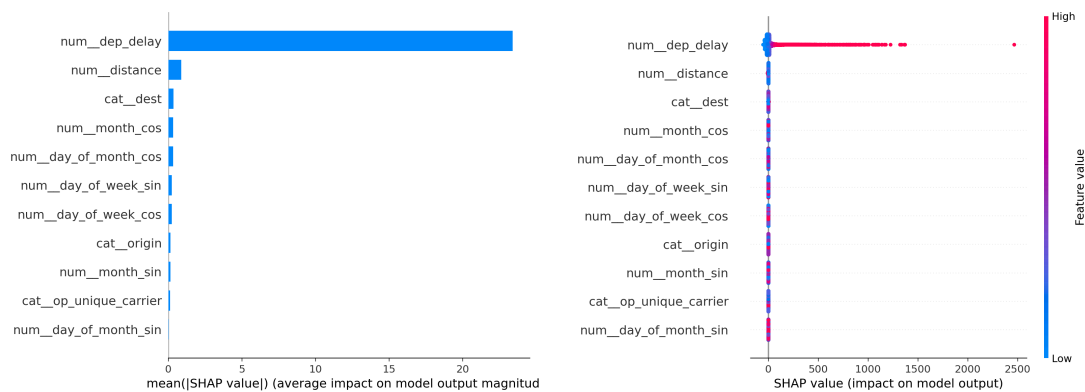 num__dep_delay
num__distance
cat__dest
num__month_cos
num__day_of_month_cos
num__day_of_week_sin
num__day_of_week_cos
cat__origin
num__month_sin
cat__op_unique_carrier
num__day_of_month_sin
0 5 10 15 20
mean(|SHAP value|) (average impact on model output magnitud
num__dep_delay
num__distance
cat__dest
num__month_cos
num__day_of_month_cos
num__day_of_week_sin
num__day_of_week_cos
cat__origin
num__month_sin
cat__op_unique_carrier
num__day_of_month_sin
0 500 1000 1500 2000 2500
SHAP value (impact on model output)
High
Feature value
Low